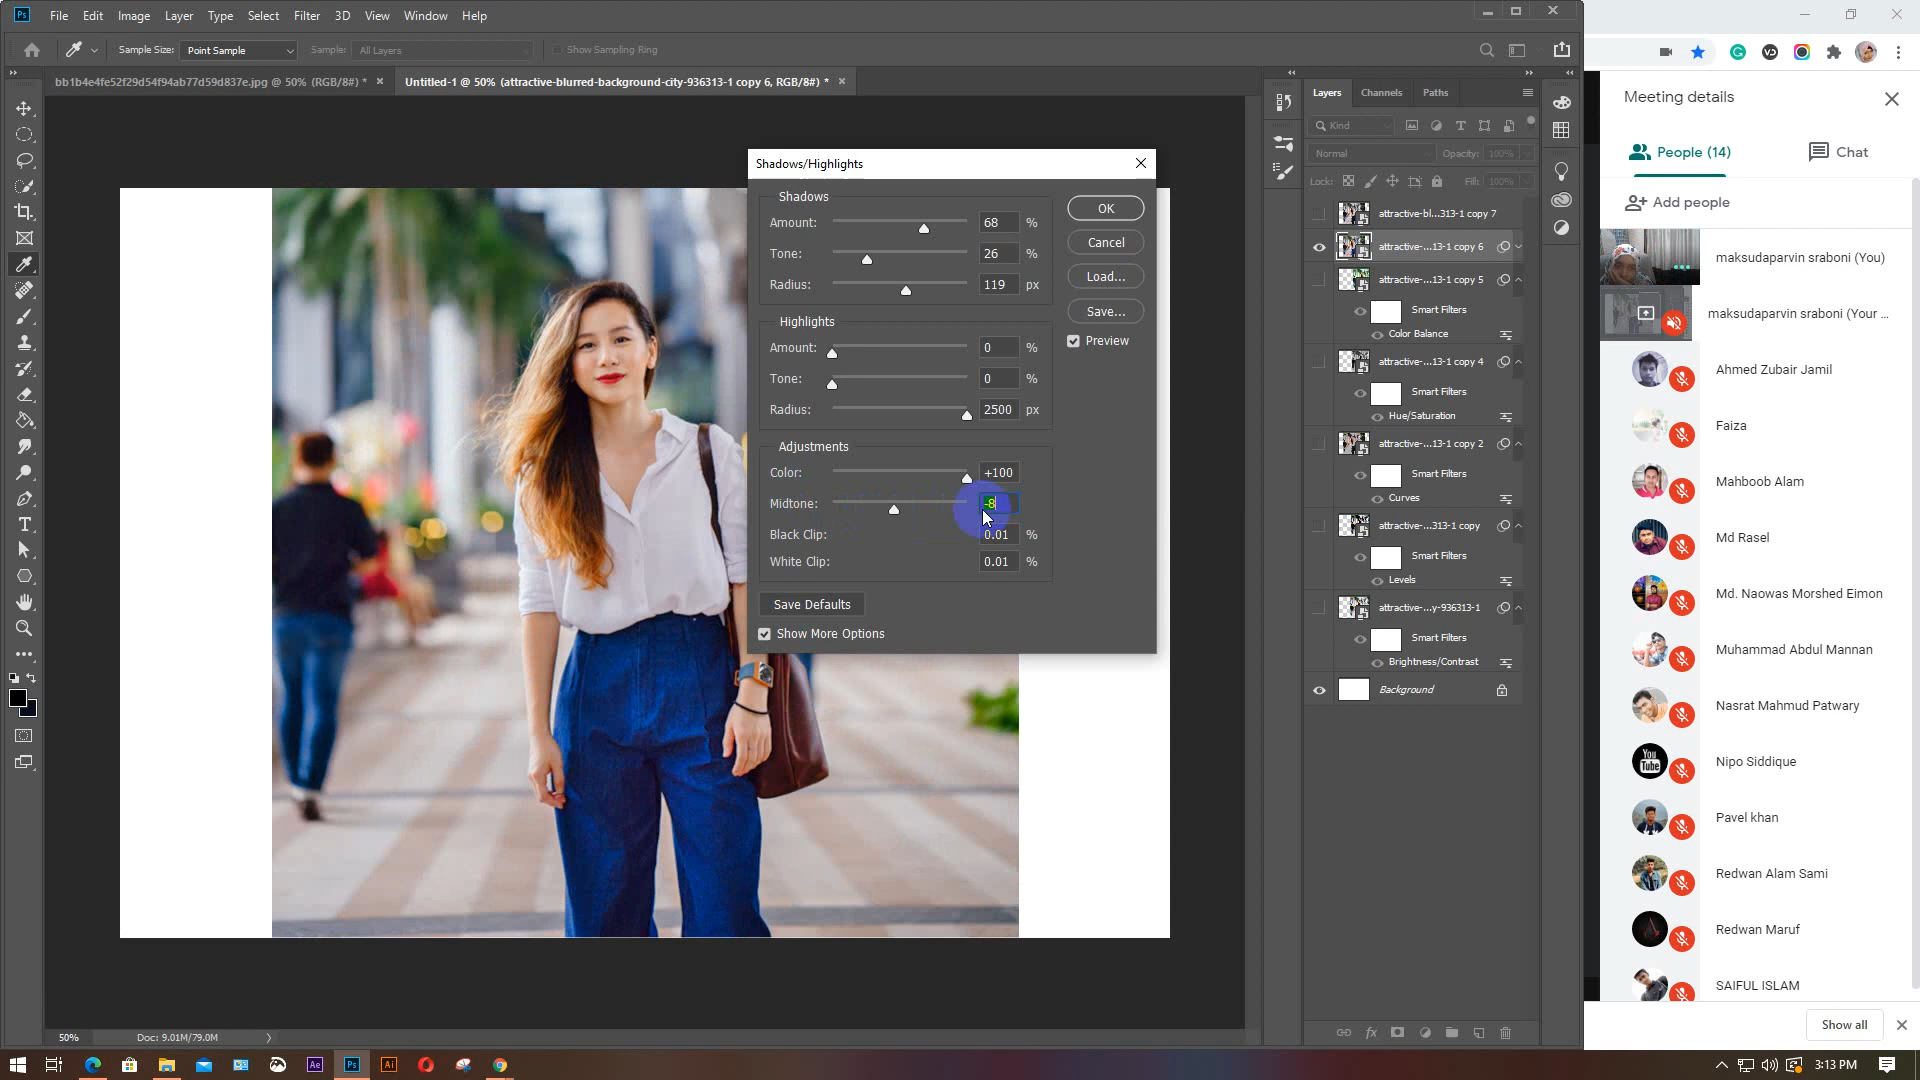 Ps File Edit Image Layer Type Select Filter 3D View Window Help
Sample Size: Point Sample Sample: All Layers Show Sampling Ring
bb1b4e4fe52f29d54f94ab77d59d837e.jpg @ 50% (RGB/8#) *
Untitled-1 @ 50% (attractive-blurred-background-city-936313-1 copy 6, RGB/8#) *
Shadows/Highlights
Shadows
Amount: 68 %
Tone: 26 %
Radius: 119 px
Highlights
Amount: 0 %
Tone: 0 %
Radius: 2500 px
Adjustments
Color: +100
Midtone: -8
Black Clip: 0.01 %
White Clip: 0.01 %
Save Defaults
Show More Options
OK
Cancel
Load...
Save...
Preview
Layers Channels Paths
Kind
Normal Opacity: 100%
Lock: Fill: 100%
attractive-bl...313-1 copy 7
attractive-...13-1 copy 6
attractive-...13-1 copy 5
Smart Filters
Color Balance
attractive-...13-1 copy 4
Smart Filters
Hue/Saturation
attractive-...13-1 copy 2
Smart Filters
Curves
attractive-...313-1 copy
Smart Filters
Levels
attractive-...y-936313-1
Smart Filters
Brightness/Contrast
Background
fx
50% Doc: 9.01M/79.0M
Meeting details
People (14) Chat
Add people
maksudaparvin sraboni (You)
maksudaparvin sraboni (Your ...
Ahmed Zubair Jamil
Faiza
Mahboob Alam
Md Rasel
Md. Naowas Morshed Eimon
Muhammad Abdul Mannan
Nasrat Mahmud Patwary
You Tube
Nipo Siddique
Pavel khan
Redwan Alam Sami
Redwan Maruf
SAIFUL ISLAM
Show all
Ae Ps Ai
3:13 PM